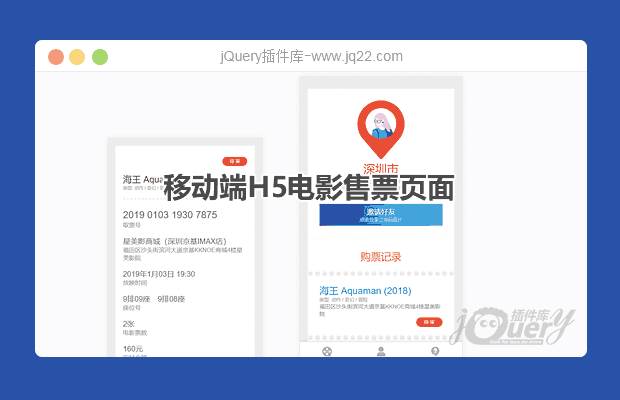 jQuery插件库-www.jq22.com
移动端H5电影售票页面
海王 Aqua
2019 0103 1930 7875
取票号
星美影商城（深圳京基IMAX店）
福田区沙头街滨河大道京基KKNOE商城4楼星
美影院
2019年1月03日 19:30
放映时间
9排09座 9排08座
座位号
2张
电影票数
160元
深圳市
邀请好友
购票记录
海王 Aquaman (2018)
福田区沙头街滨河大道京基KKNOE商城4楼星美影
院
插件库
jQuery